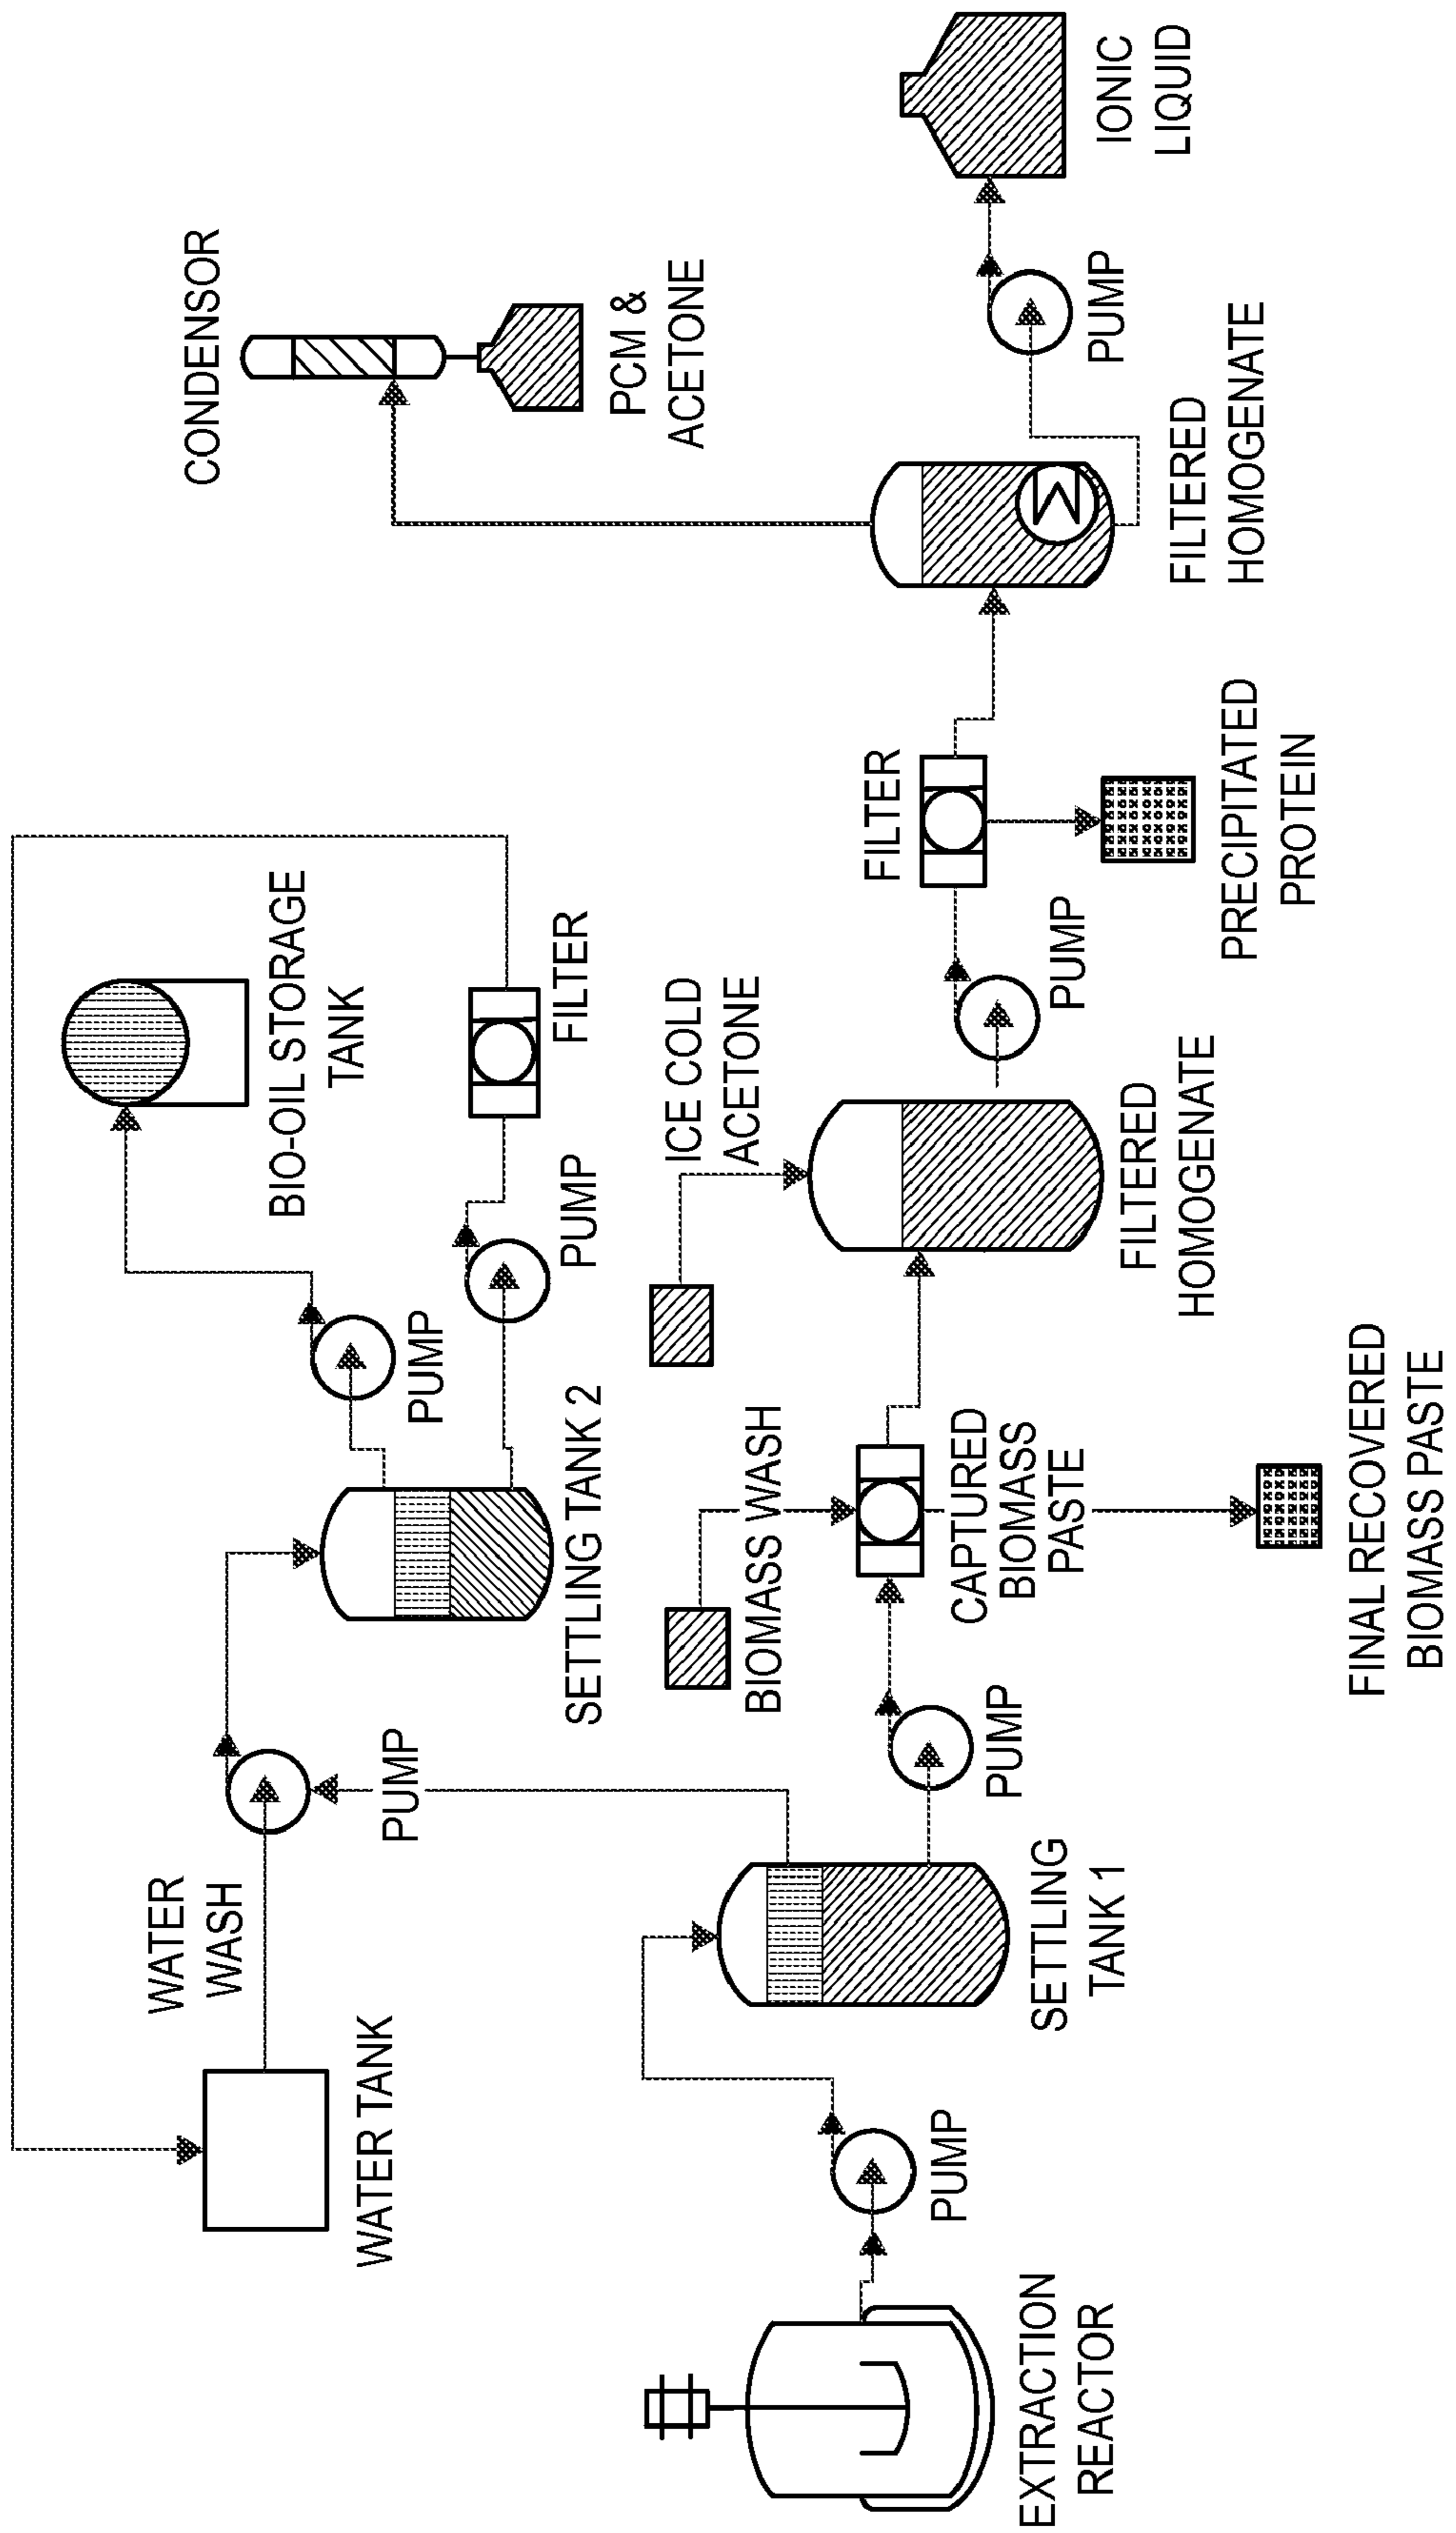 CONDENSOR
PCM &
ACETONE
IONIC
LIQUID
PUMP
FILTERED
HOMOGENATE
FILTER
PRECIPITATED
PROTEIN
PUMP
BIO-OIL STORAGE
TANK
FILTER
PUMP
PUMP
ICE COLD
ACETONE
FILTERED
HOMOGENATE
SETTLING TANK 2
BIOMASS WASH
CAPTURED
BIOMASS
PASTE
FINAL RECOVERED
BIOMASS PASTE
PUMP
PUMP
WATER
WASH
WATER TANK
SETTLING
TANK 1
PUMP
EXTRACTION
REACTOR